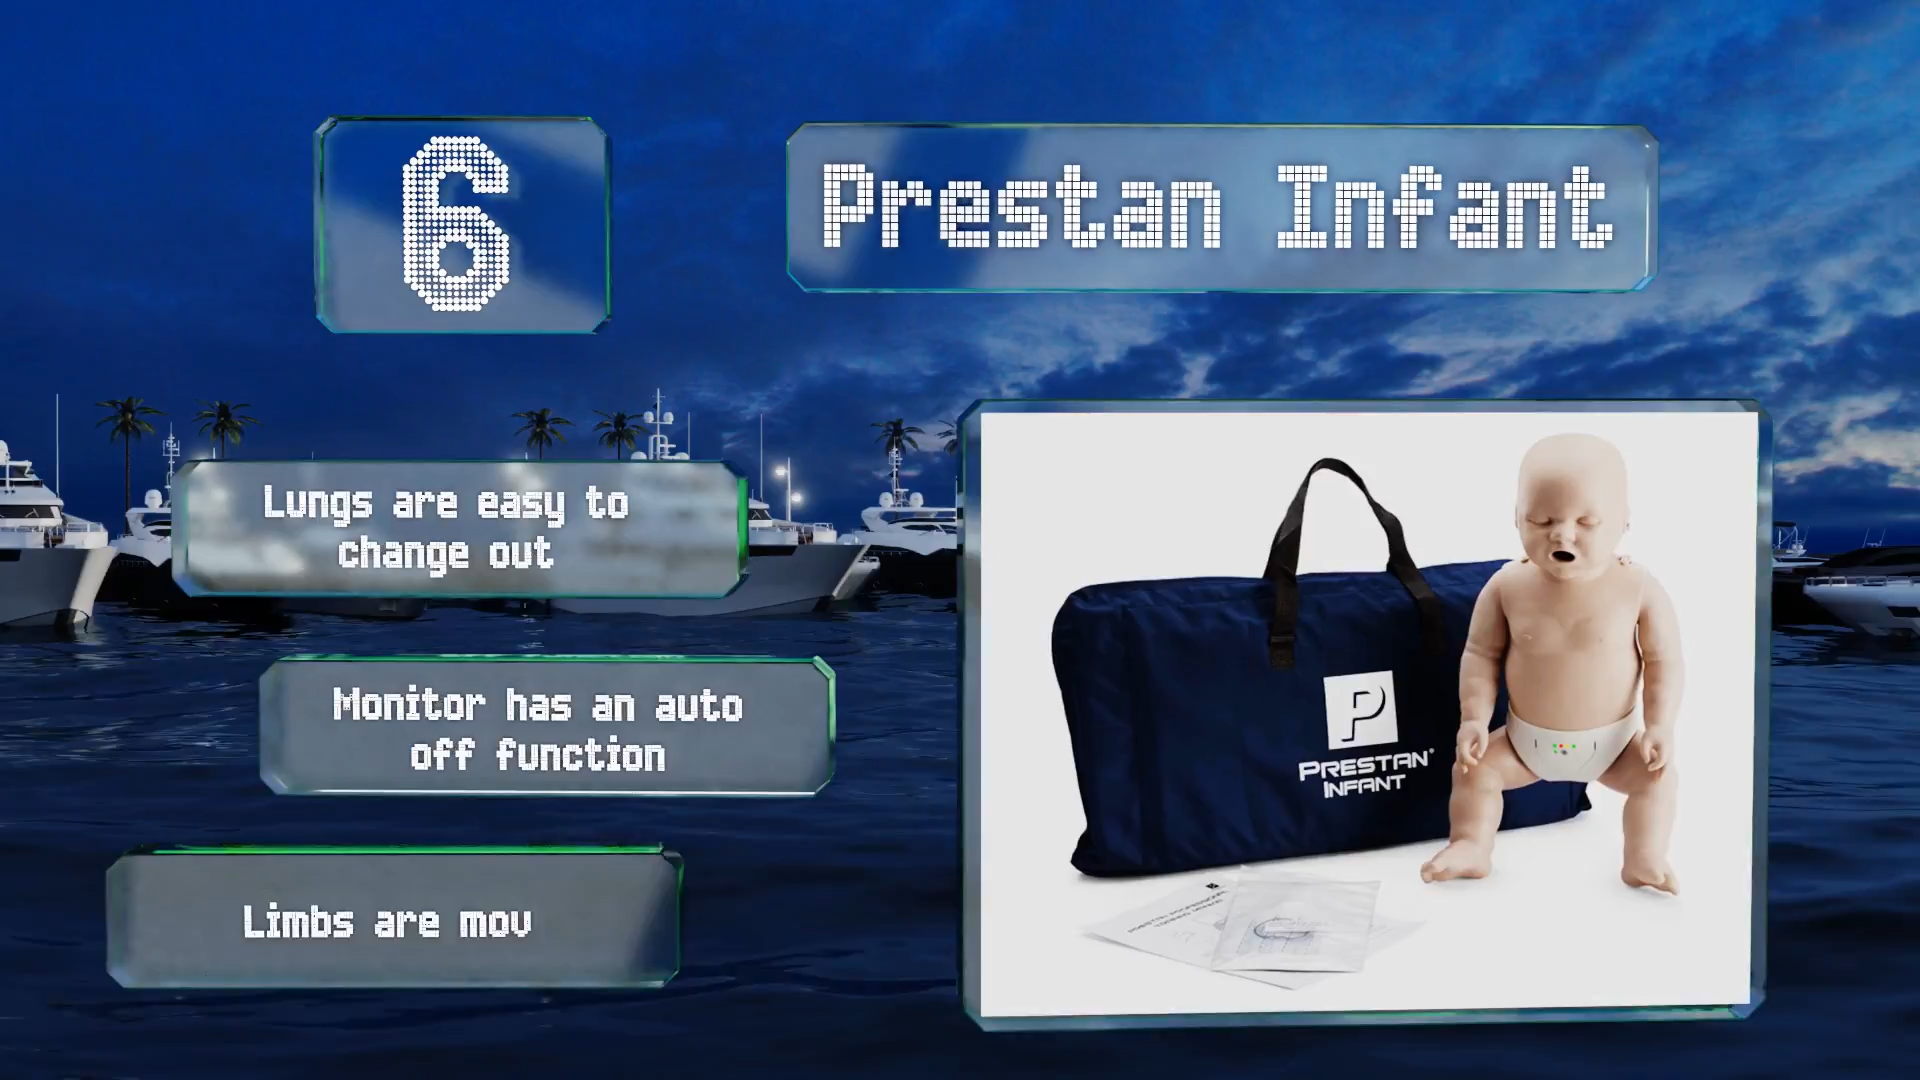 6
Prestan Infant
Lungs are easy to
change out
Monitor has an auto
off function
Limbs are mov
P
PRESTAN®
INFANT